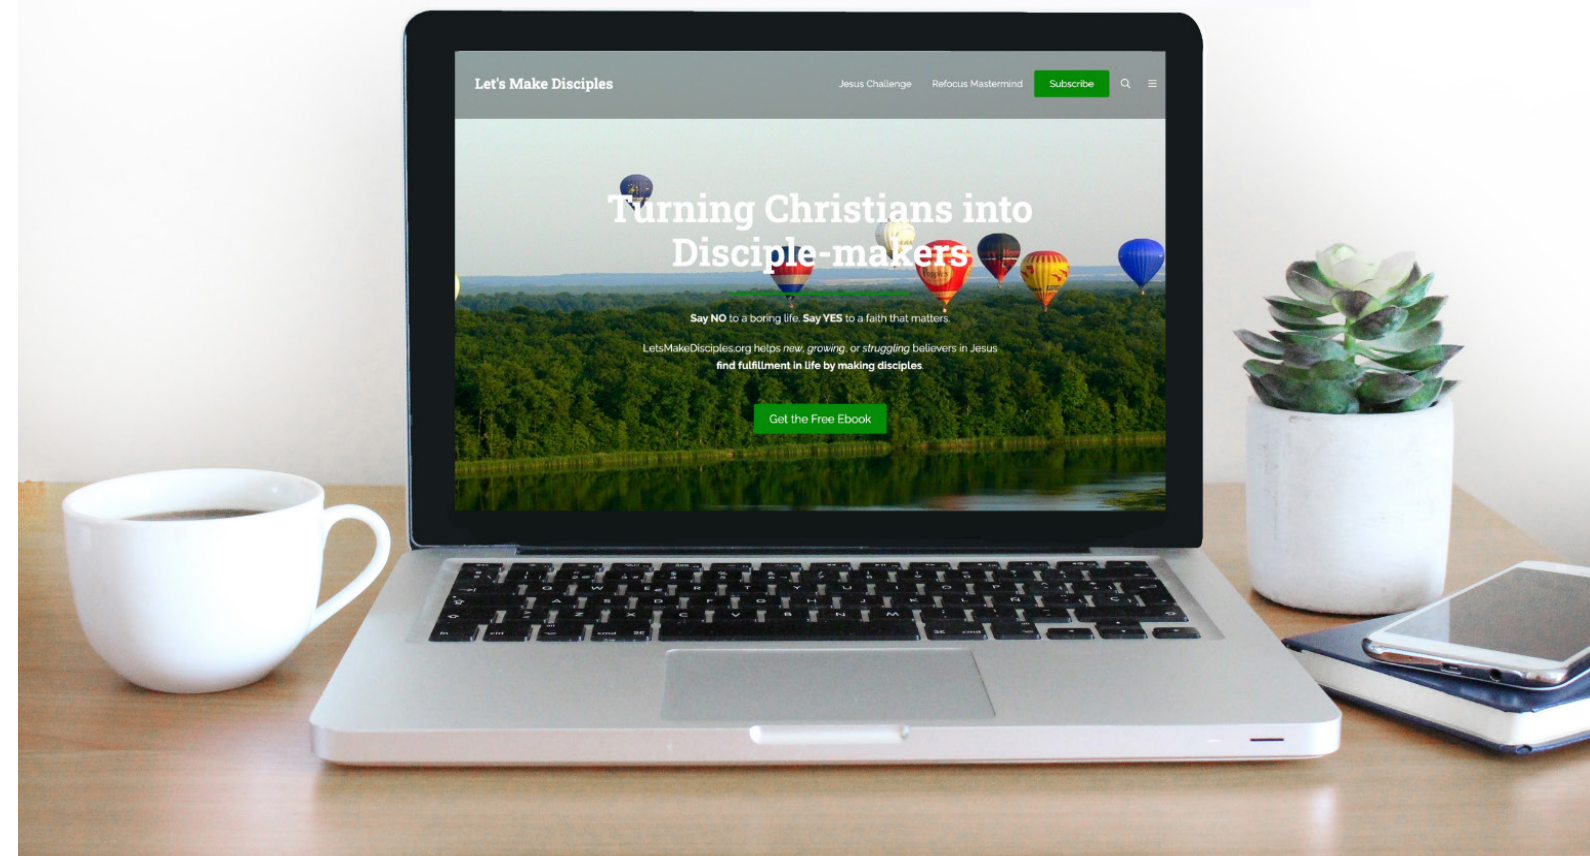 Let's Make Disciples
Jesus Challenge
Refocus Mastermind
Subscribe
Turning Christians into
Disciple-makers
Say NO to a boring life. Say YES to a faith that matters.
LetsMakeDisciples.org helps new, growing, or struggling believers in Jesus
find fulfillment in life by making disciples.
Get the Free Ebook